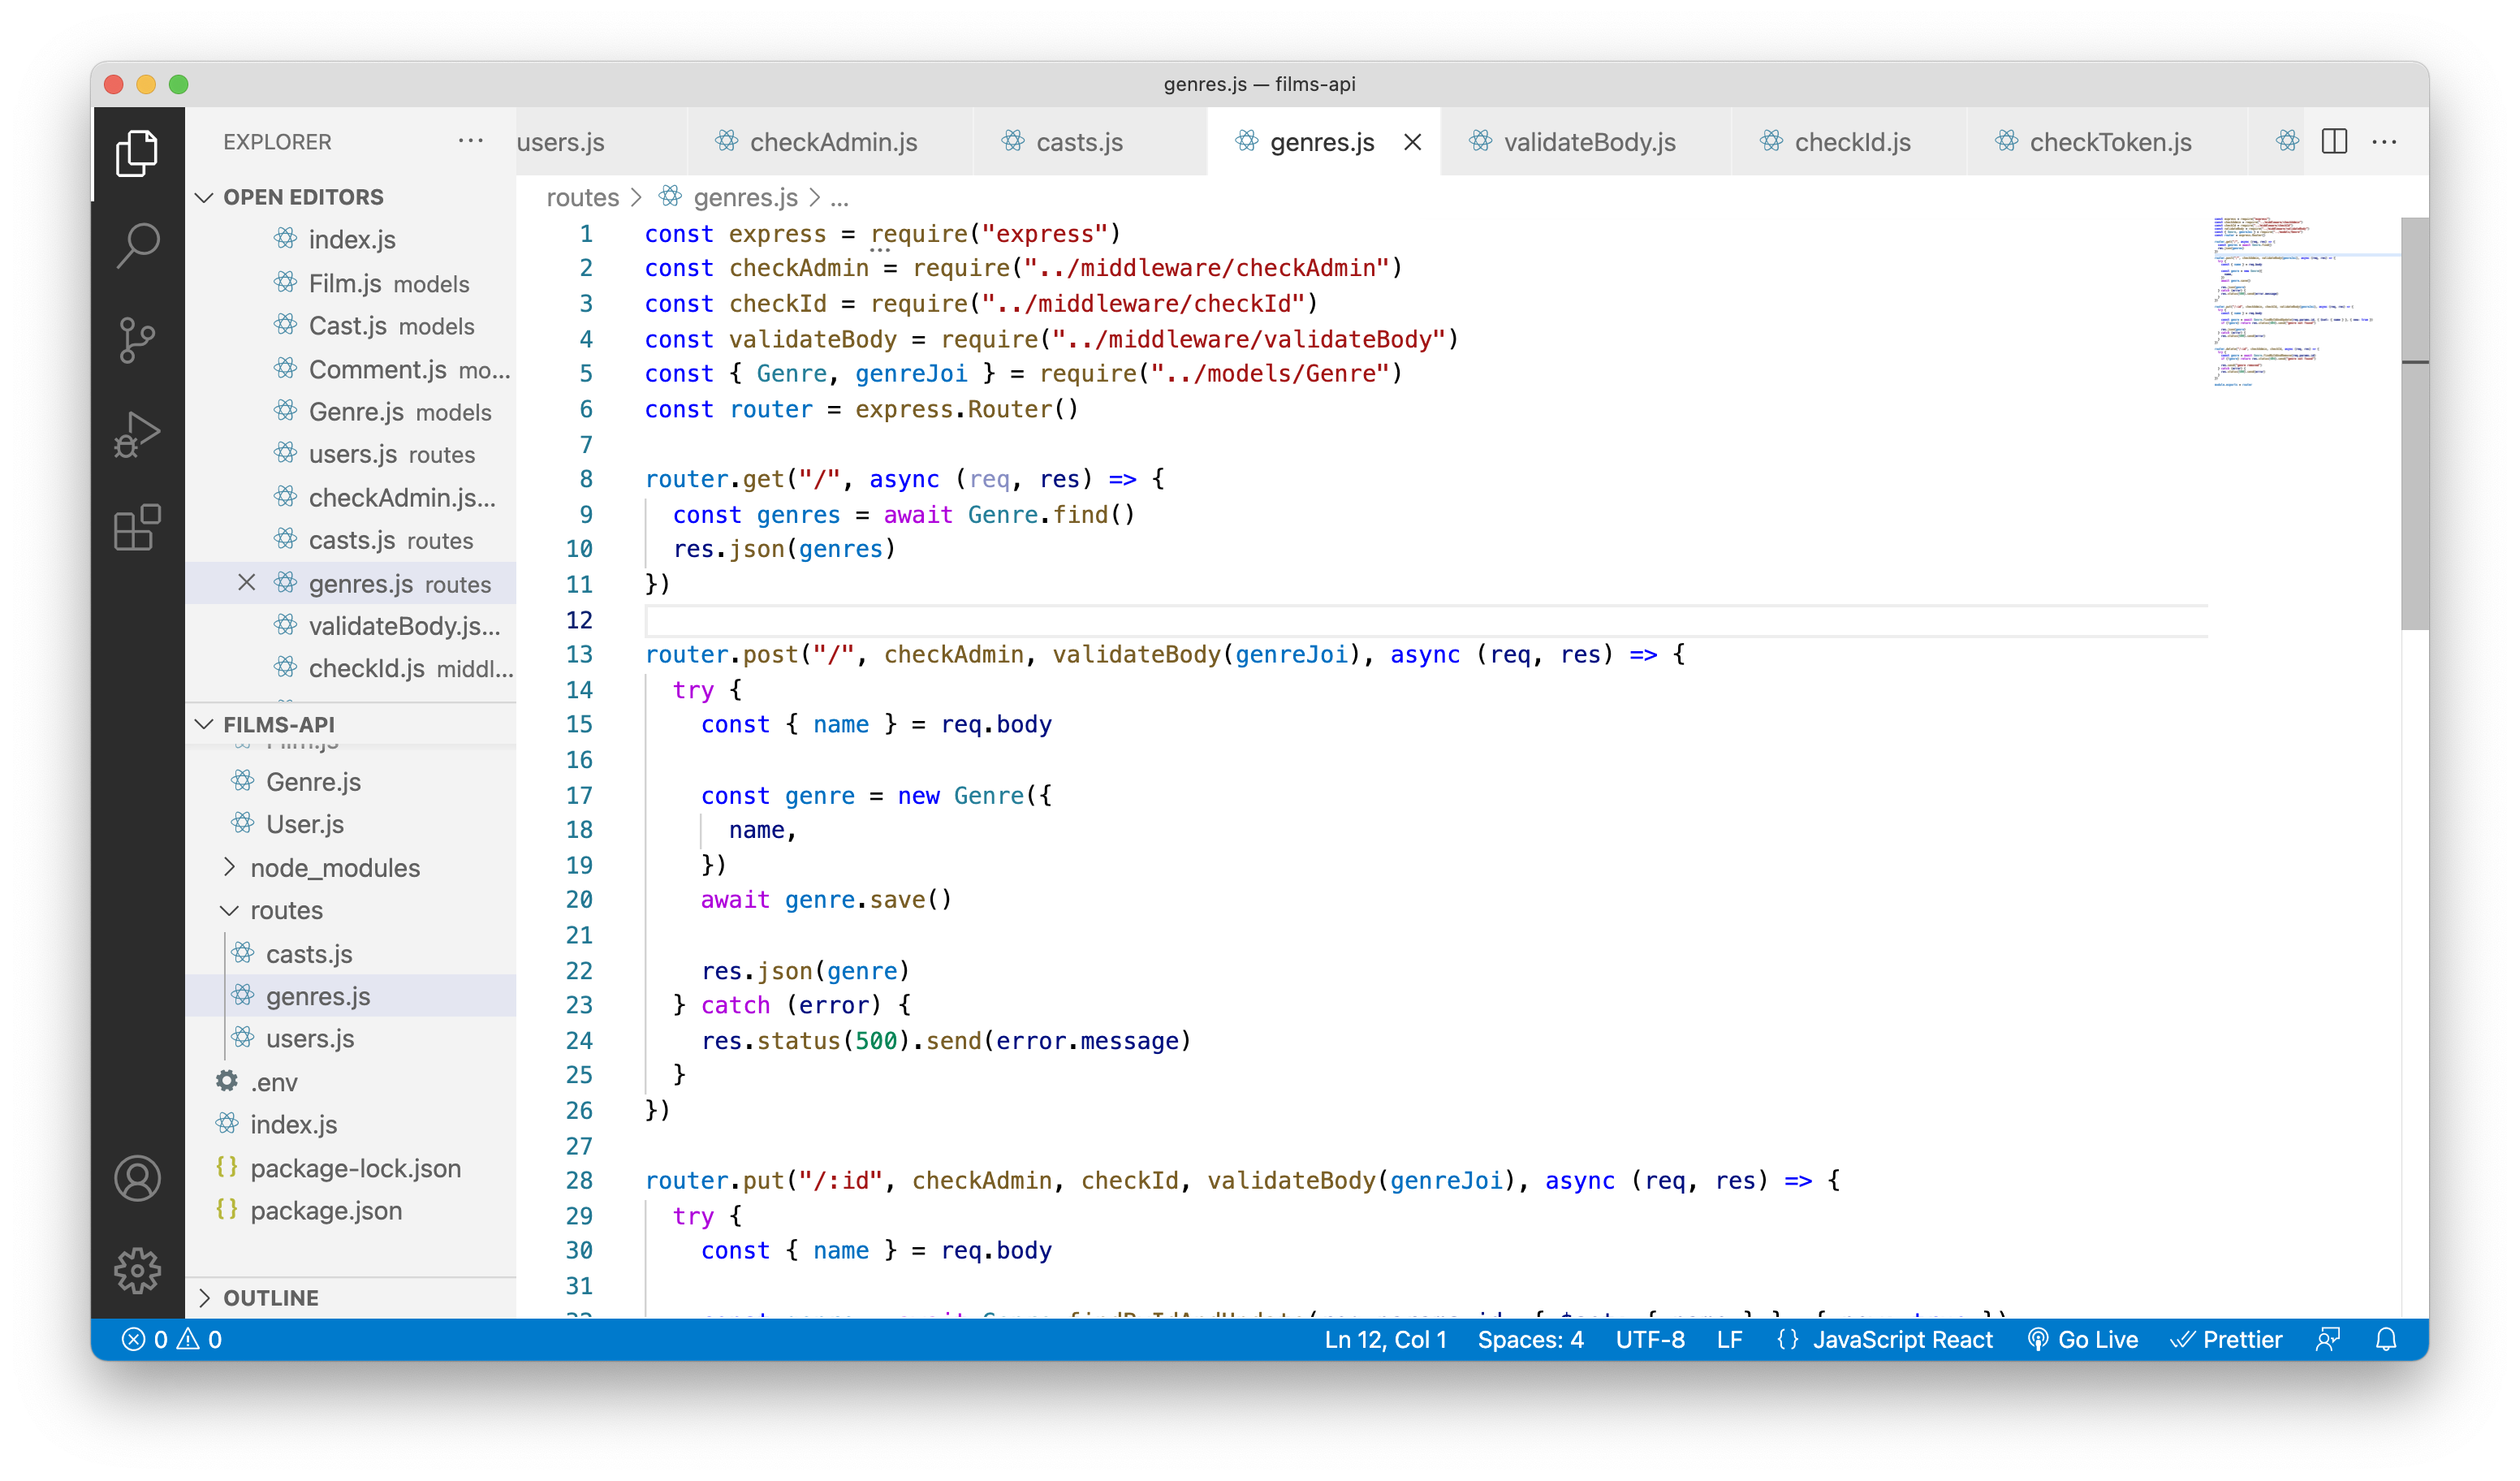 genres.js — films-api
EXPLORER
OPEN EDITORS
index.js
Film.js models
Cast.js models
Comment.js mo...
Genre.js models
users.js routes
checkAdmin.js...
casts.js routes
genres.js routes
validateBody.js...
checkId.js middl...
FILMS-API
Film.js
Genre.js
User.js
node_modules
routes
casts.js
genres.js
users.js
.env
index.js
package-lock.json
package.json
OUTLINE
users.js checkAdmin.js casts.js genres.js validateBody.js checkId.js checkToken.js
routes > genres.js > ...
1 const express = require("express")
2 const checkAdmin = require("../middleware/checkAdmin")
3 const checkId = require("../middleware/checkId")
4 const validateBody = require("../middleware/validateBody")
5 const { Genre, genreJoi } = require("../models/Genre")
6 const router = express.Router()
7
8 router.get("/", async (req, res) => {
9 const genres = await Genre.find()
10 res.json(genres)
11 })
12
13 router.post("/", checkAdmin, validateBody(genreJoi), async (req, res) => {
14 try {
15 const { name } = req.body
16
17 const genre = new Genre({
18 name,
19 })
20 await genre.save()
21
22 res.json(genre)
23 } catch (error) {
24 res.status(500).send(error.message)
25 }
26 })
27
28 router.put("/:id", checkAdmin, checkId, validateBody(genreJoi), async (req, res) => {
29 try {
30 const { name } = req.body
31
0 0 Ln 12, Col 1 Spaces: 4 UTF-8 LF {} JavaScript React Go Live Prettier